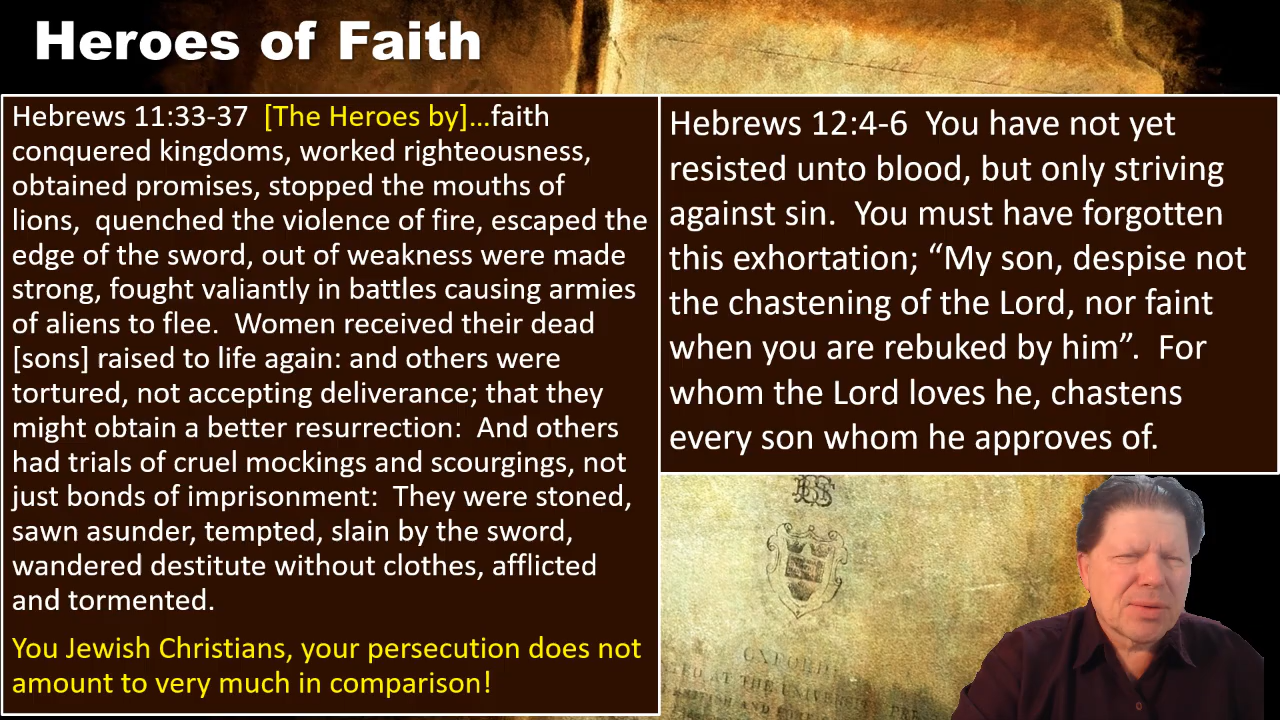 Heroes of Faith
Hebrews 11:33-37  [The Heroes by]…faith
conquered kingdoms, worked righteousness,
obtained promises, stopped the mouths of
lions,  quenched the violence of fire, escaped the
edge of the sword, out of weakness were made
strong, fought valiantly in battles causing armies
of aliens to flee.  Women received their dead
[sons] raised to life again: and others were
tortured, not accepting deliverance; that they
might obtain a better resurrection:  And others
had trials of cruel mockings and scourgings, not
just bonds of imprisonment:  They were stoned,
sawn asunder, tempted, slain by the sword,
wandered destitute without clothes, afflicted
and tormented.
You Jewish Christians, your persecution does not
amount to very much in comparison!
Hebrews 12:4-6  You have not yet
resisted unto blood, but only striving
against sin.  You must have forgotten
this exhortation; “My son, despise not
the chastening of the Lord, nor faint
when you are rebuked by him”.  For
whom the Lord loves he, chastens
every son whom he approves of.
OXFORD:
AT THE UNIVERSITY